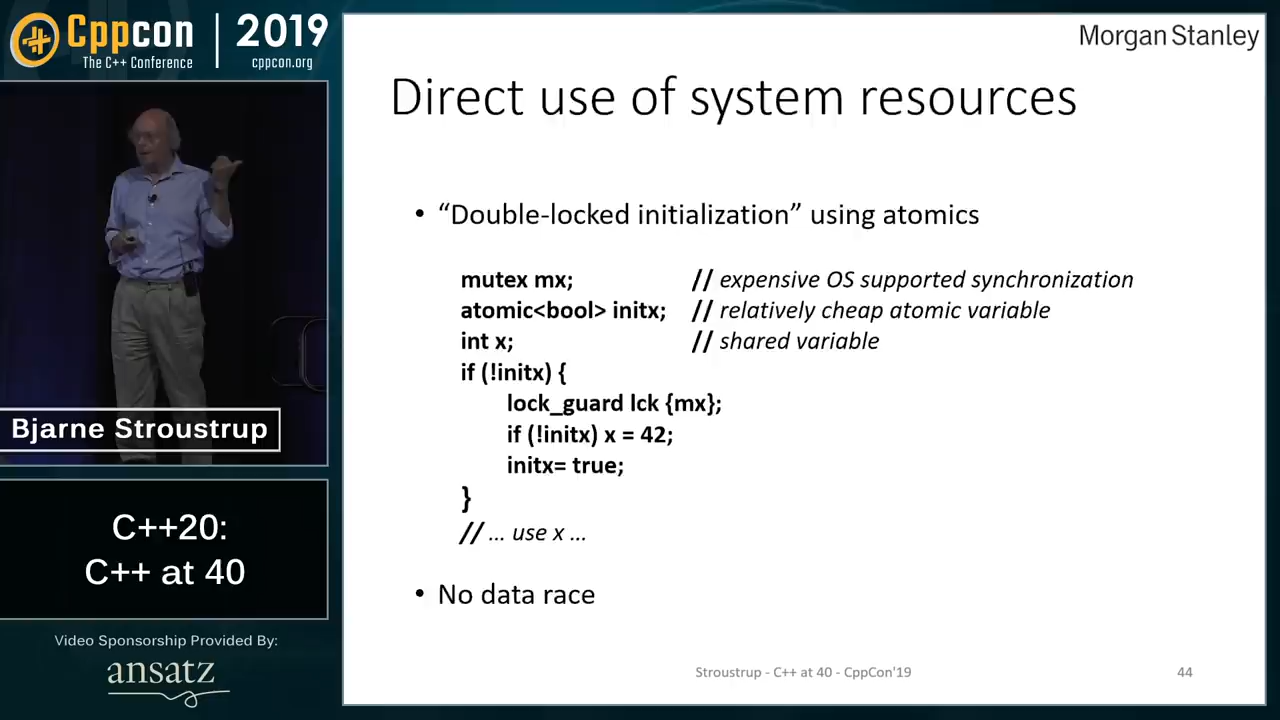 Cppcon
The C++ Conference
2019
cppcon.org
Bjarne Stroustrup
C++20:
C++ at 40
Video Sponsorship Provided By:
ansatz
Morgan Stanley
Direct use of system resources
• “Double-locked initialization” using atomics
mutex mx; // expensive OS supported synchronization
atomic<bool> initx; // relatively cheap atomic variable
int x; // shared variable
if (!initx) {
lock_guard lck {mx};
if (!initx) x = 42;
initx= true;
}
// ... use x ...
• No data race
Stroustrup - C++ at 40 - CppCon'19
44